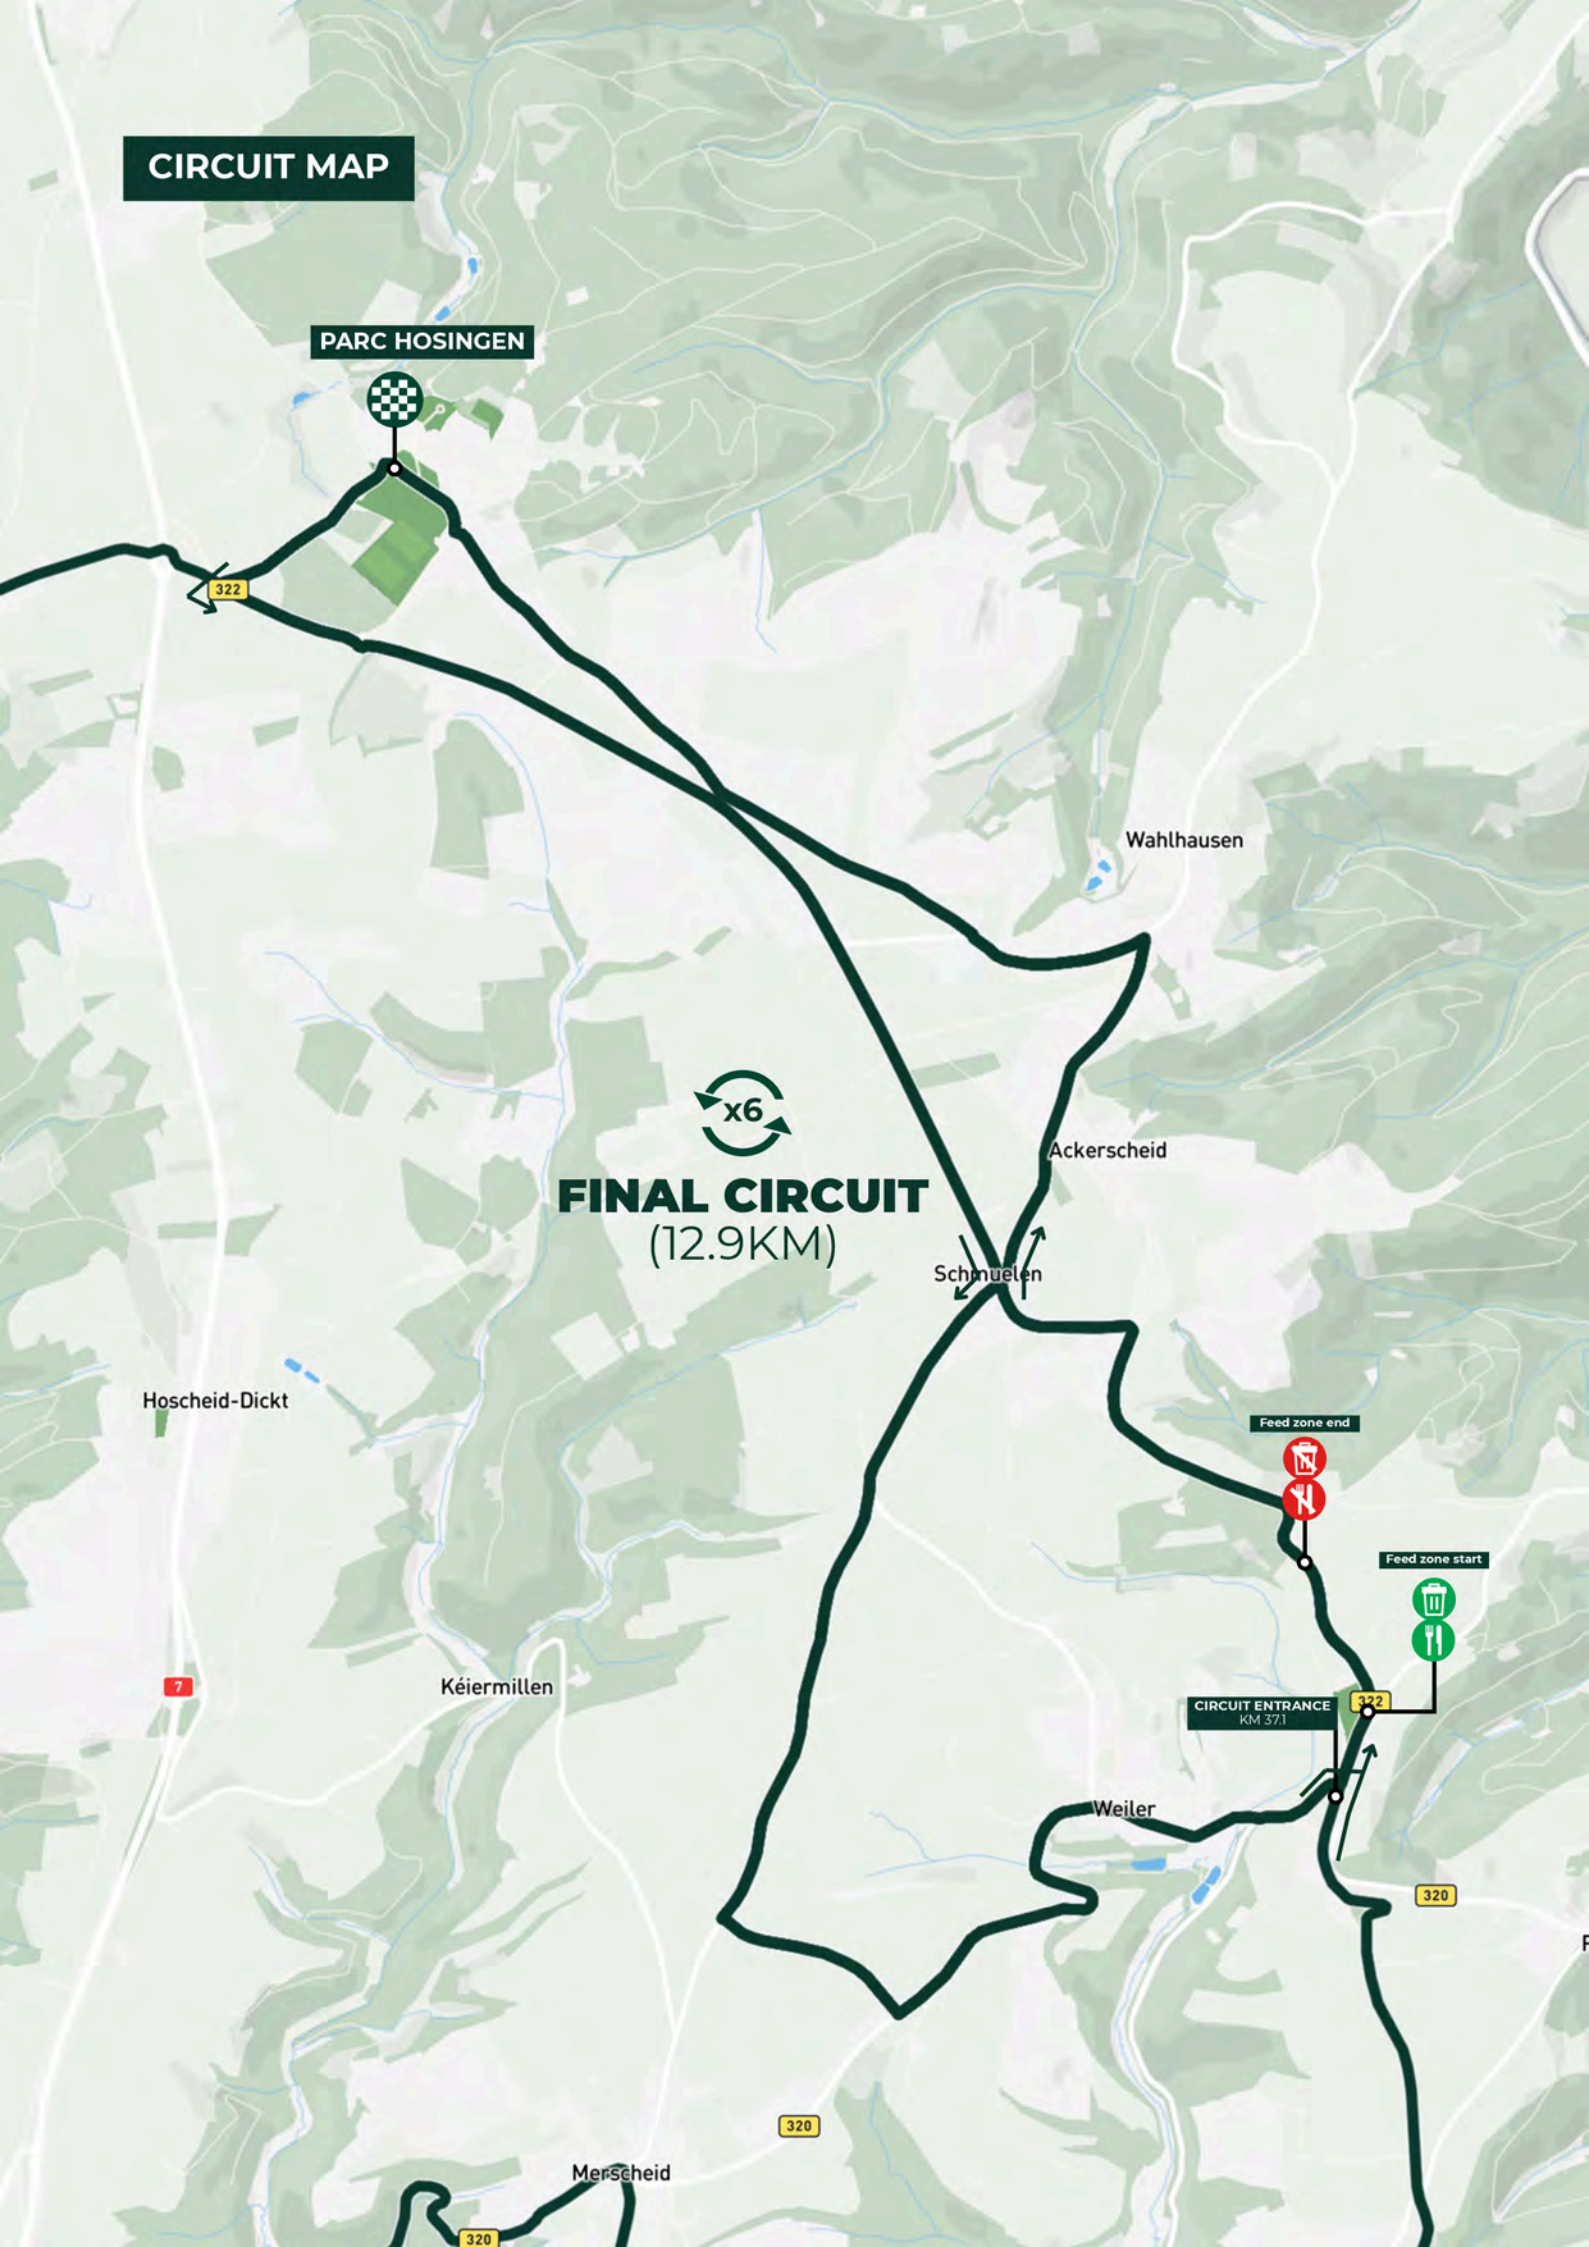 CIRCUIT MAP
PARC HOSINGEN
322
Wahlhausen
x6
Ackerscheid
FINAL CIRCUIT
(12.9KM)
Schmuelen
Hoscheid-Dickt
Feed zone end
Feed zone start
7
Kéiermillen
322
CIRCUIT ENTRANCE
KM 37.1
Weiler
320
320
Merscheid
320